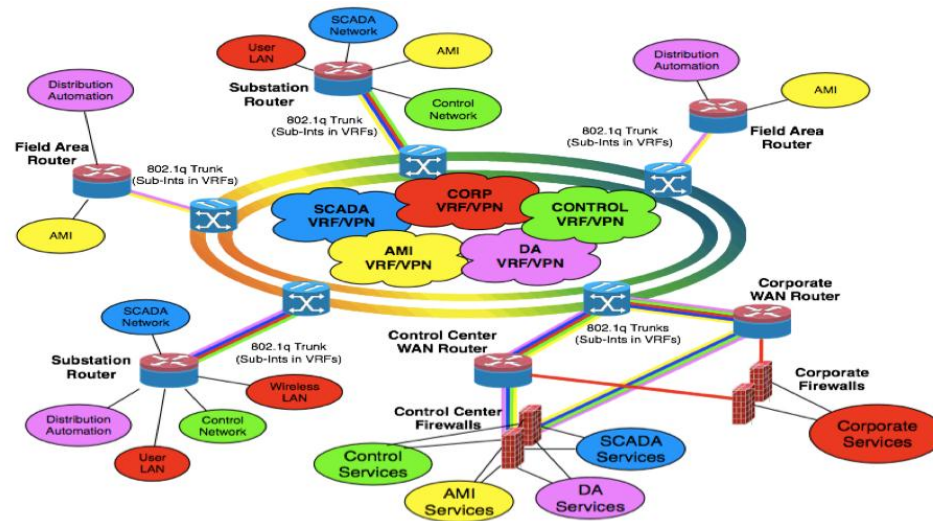 SCADA
Network
User
LAN
AMI
Substation
Router
Control
Network
802.1q Trunk
(Sub-Ints in VRFs)
Distribution
Automation
AMI
Field Area
Router
802.1q Trunk
(Sub-Ints in VRFs)
Distribution
Automation
Field Area
Router
802.1q Trunk
(Sub-Ints in VRFs)
AMI
SCADA
VRF/VPN
CORP
VRF/VPN
CONTROL
VRF/VPN
AMI
VRF/VPN
DA
VRF/VPN
SCADA
Network
Substation
Router
802.1q Trunk
(Sub-Ints in VRFs)
Wireless
LAN
Distribution
Automation
User
LAN
Control
Network
Control Center
WAN Router
802.1q Trunks
(Sub-Ints in VRFs)
Corporate
WAN Router
Corporate
Firewalls
Control Center
Firewalls
Control
Services
SCADA
Services
AMI
Services
DA
Services
Corporate
Services